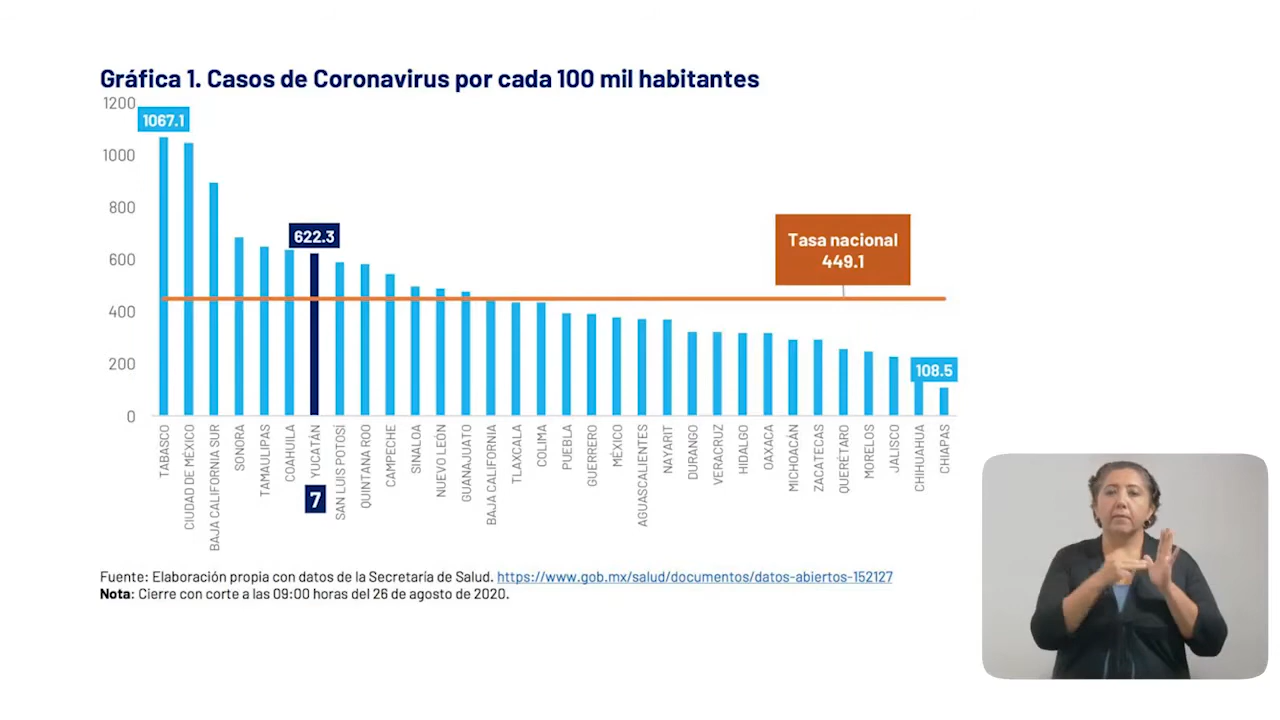 Gráfica 1. Casos de Coronavirus por cada 100 mil habitantes
1200
1000
800
600
400
200
0
1067.1
622.3
Tasa nacional
449.1
108.5
TABASCO
CIUDAD DE MÉXICO
BAJA CALIFORNIA SUR
SONORA
TAMAULIPAS
COAHUILA
YUCATÁN
SAN LUIS POTOSÍ
QUINTANA ROO
CAMPECHE
SINALOA
NUEVO LEÓN
GUANAJUATO
BAJA CALIFORNIA
TLAXCALA
COLIMA
PUEBLA
GUERRERO
MÉXICO
AGUASCALIENTES
NAYARIT
DURANGO
VERACRUZ
HIDALGO
OAXACA
MICHOACÁN
ZACATECAS
QUERÉTARO
MORELOS
JALISCO
CHIHUAHUA
CHIAPAS
7
Fuente: Elaboración propia con datos de la Secretaría de Salud. https://www.gob.mx/salud/documentos/datos-abiertos-152127
Nota: Cierre con corte a las 09:00 horas del 26 de agosto de 2020.